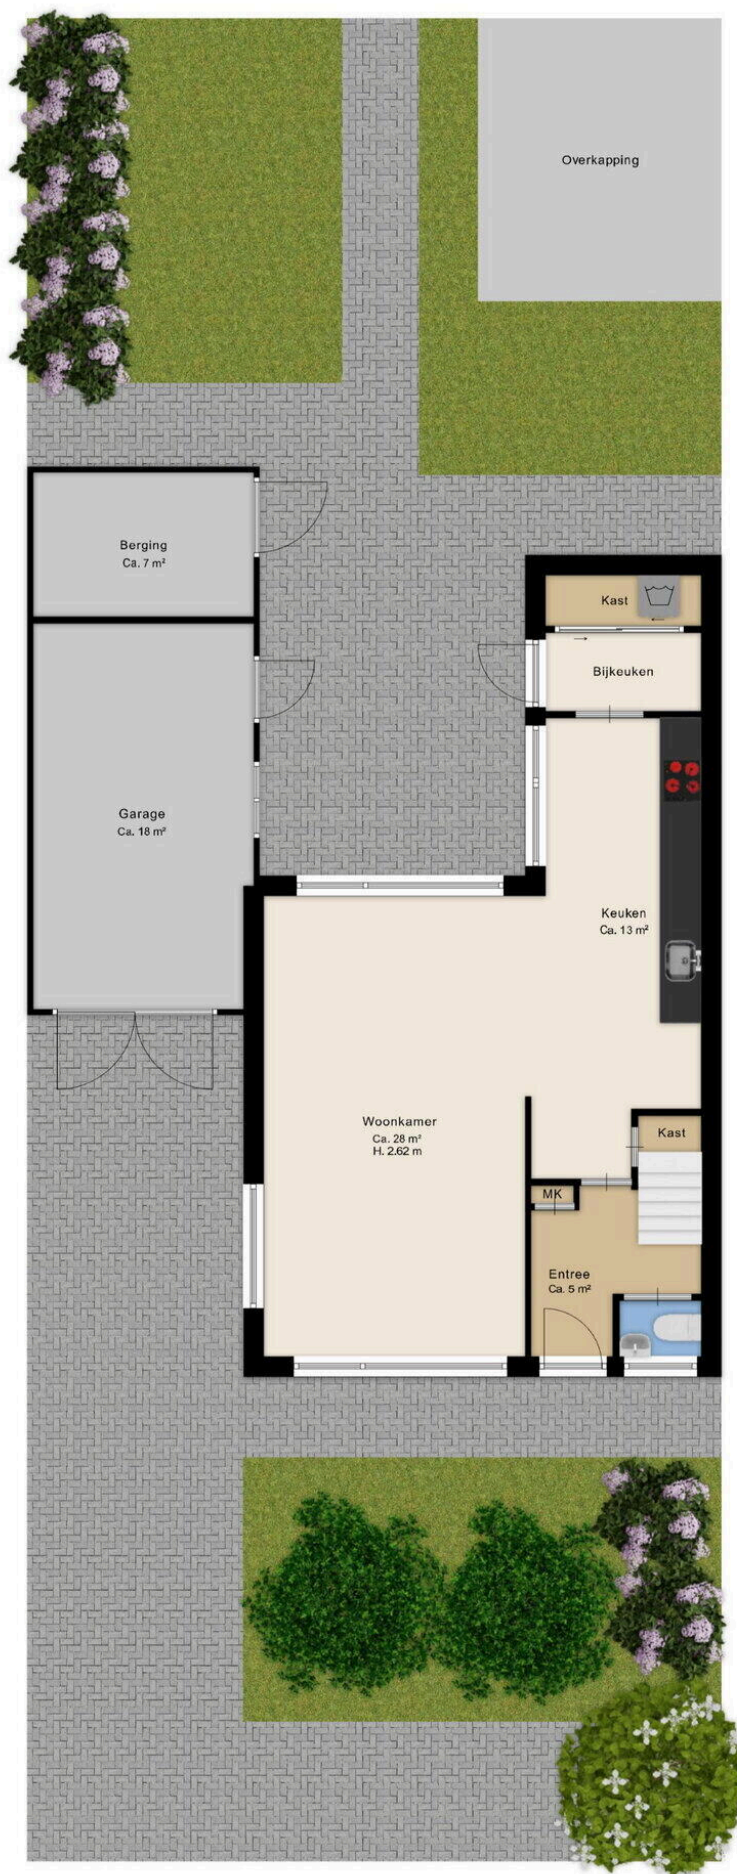 Overkapping
Berging
Ca. 7 m²
Kast
Bijkeuken
Garage
Ca. 18 m²
Keuken
Ca. 13 m²
Woonkamer
Ca. 28 m²
H. 2.62 m
Kast
MK
Entree
Ca. 5 m²